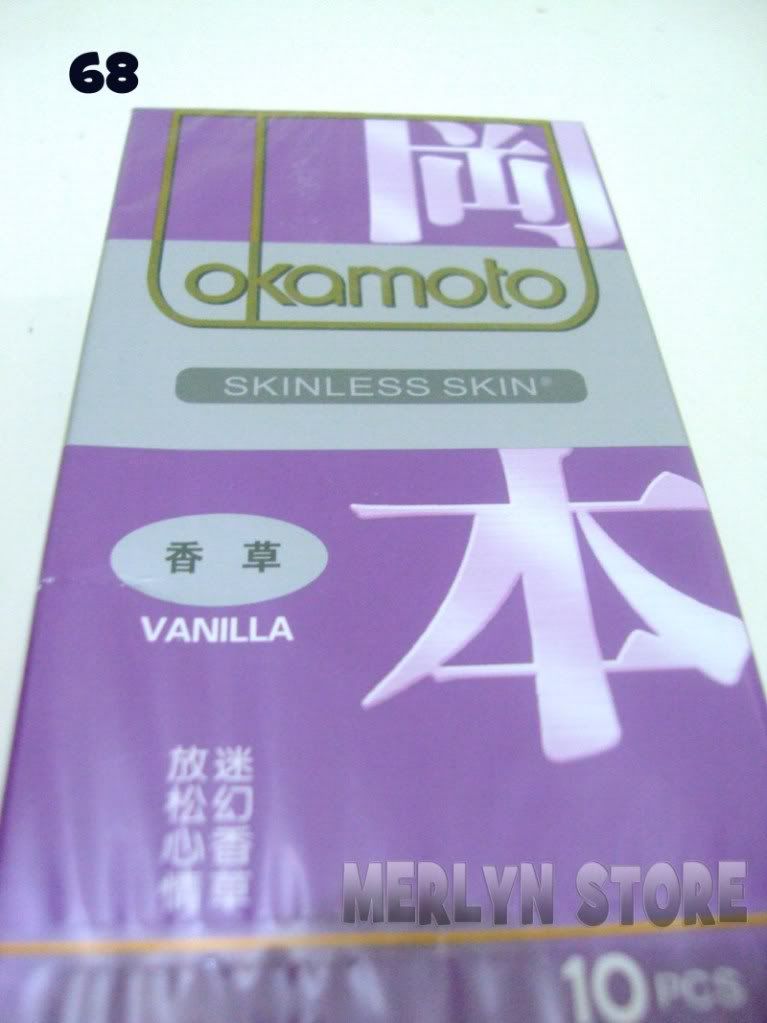 68
岡
okamoto
SKINLESS SKIN®
本
香草
VANILLA
迷幻香草
放松心情
MERLYN STORE
10 PCS